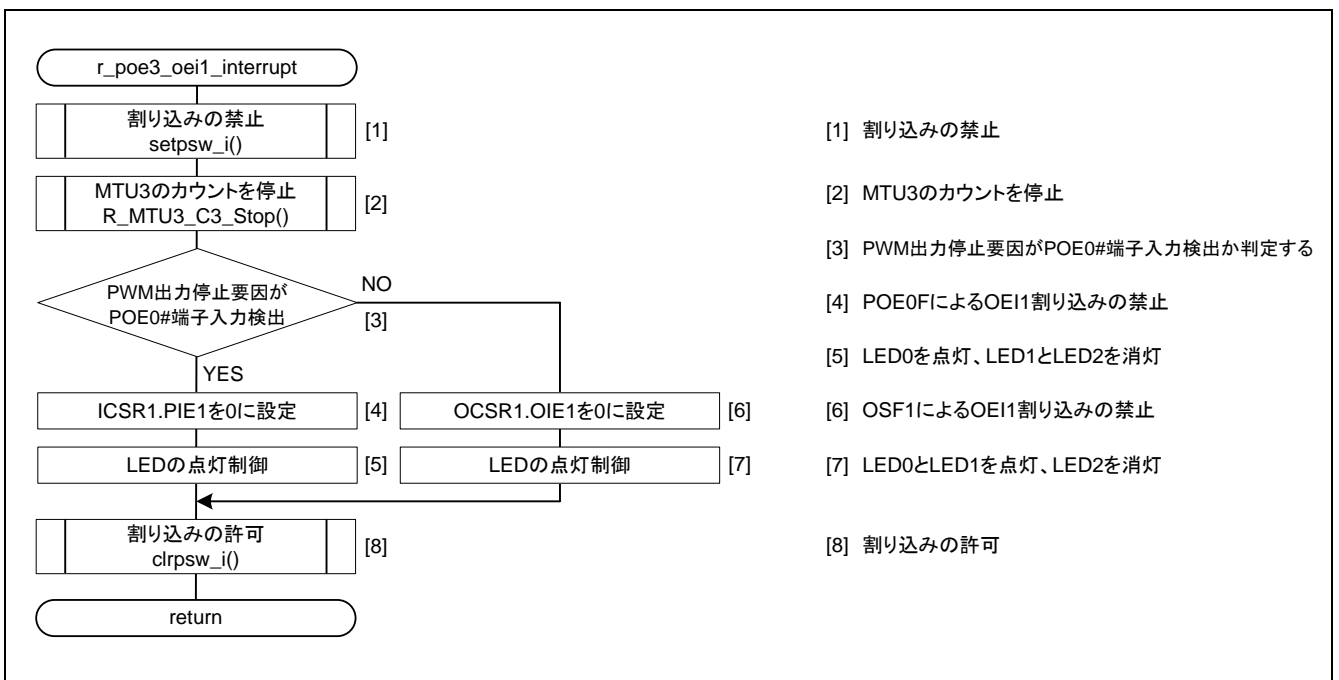 r_poe3_oei1_interrupt
割り込みの禁止
setpsw_i()
[1]
[1] 割り込みの禁止
MTU3のカウントを停止
R_MTU3_C3_Stop()
[2]
[2] MTU3のカウントを停止
[3] PWM出力停止要因がPOE0#端子入力検出か判定する
PWM出力停止要因が
POE0#端子入力検出
NO
[3]
YES
[4] POE0FによるOEI1割り込みの禁止
[5] LED0を点灯、LED1とLED2を消灯
ICSR1.PIE1を0に設定
[4]
OCSR1.OIE1を0に設定
[6]
[6] OSF1によるOEI1割り込みの禁止
LEDの点灯制御
[5]
LEDの点灯制御
[7]
[7] LED0とLED1を点灯、LED2を消灯
割り込みの許可
clrpsw_i()
[8]
[8] 割り込みの許可
return